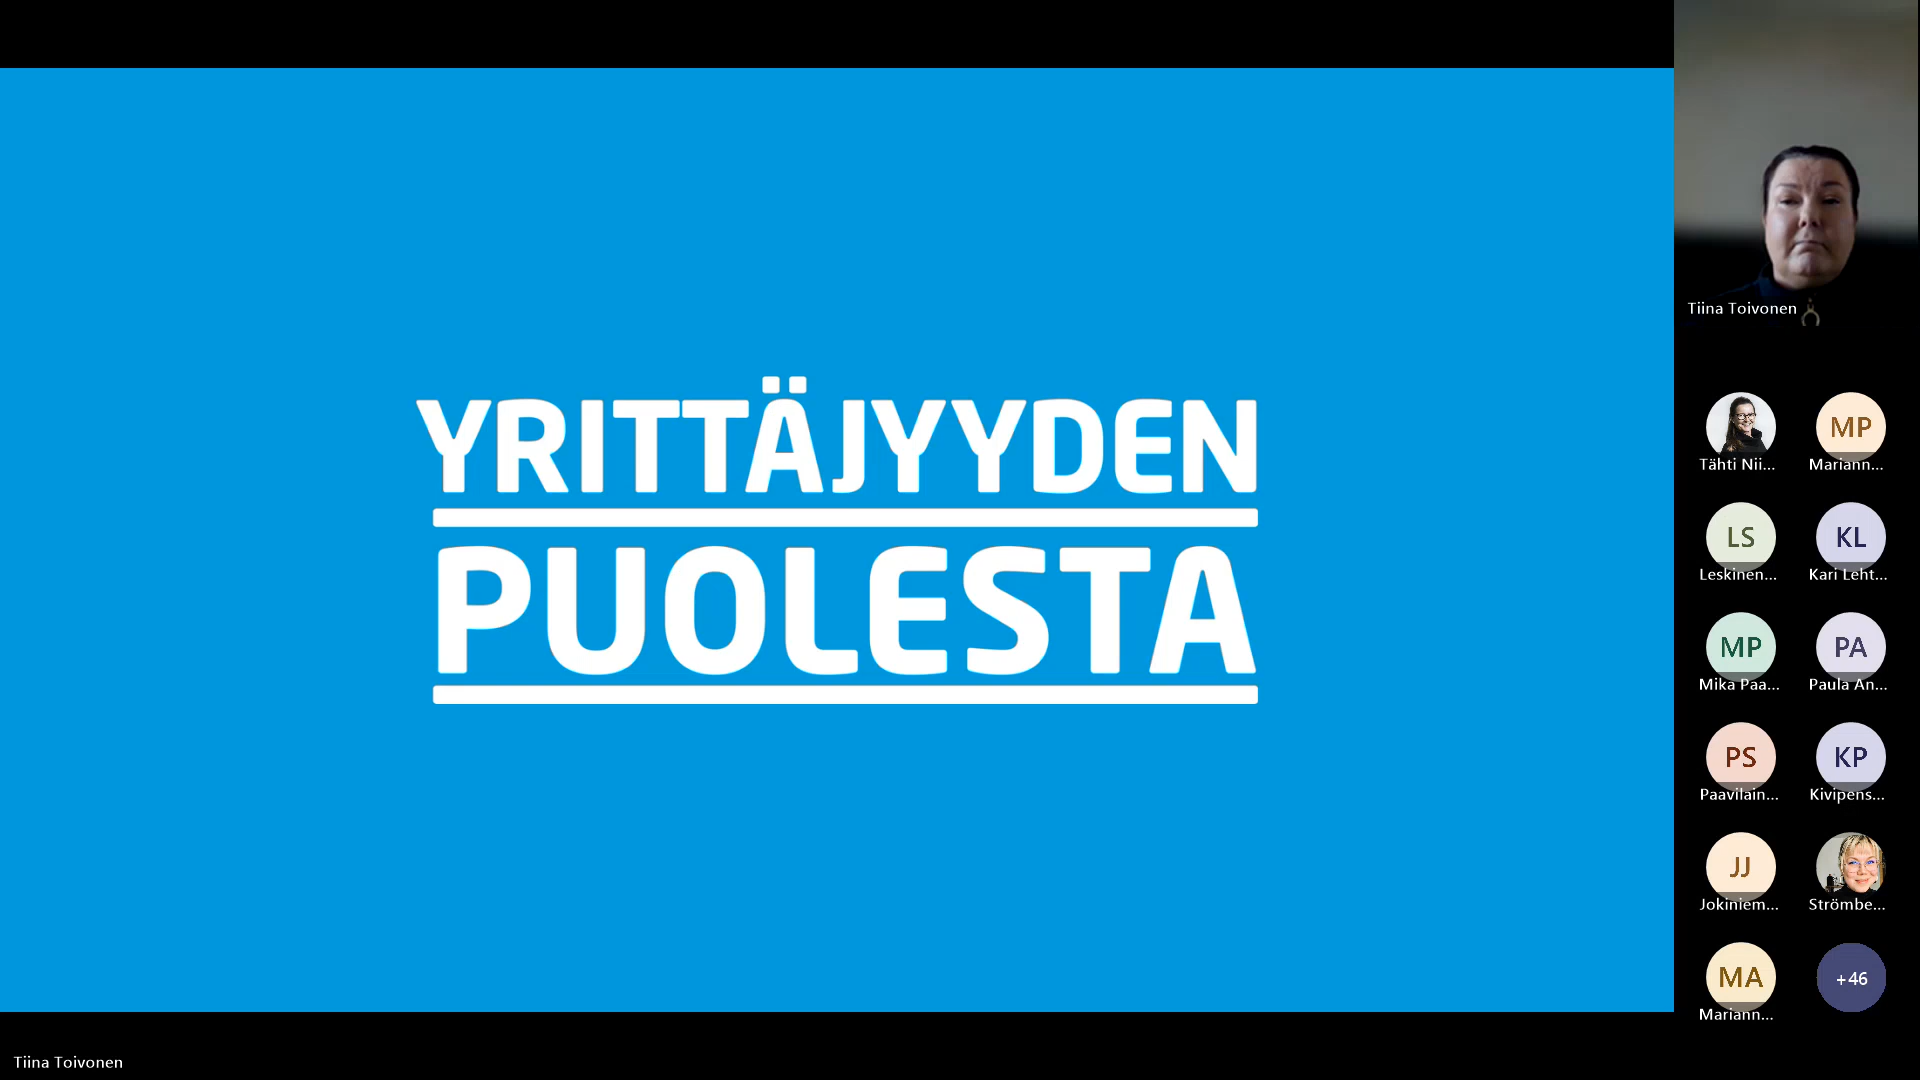 YRITTÄJYYDEN
PUOLESTA
Tiina Toivonen
Tähti Nii...
MP
Mariann...
LS
Leskinen...
KL
Kari Leht...
MP
Mika Paa...
PA
Paula An...
PS
Paavilain...
KP
Kivipens...
JJ
Jokiniem...
Strömbe...
MA
Mariann...
+46
Tiina Toivonen